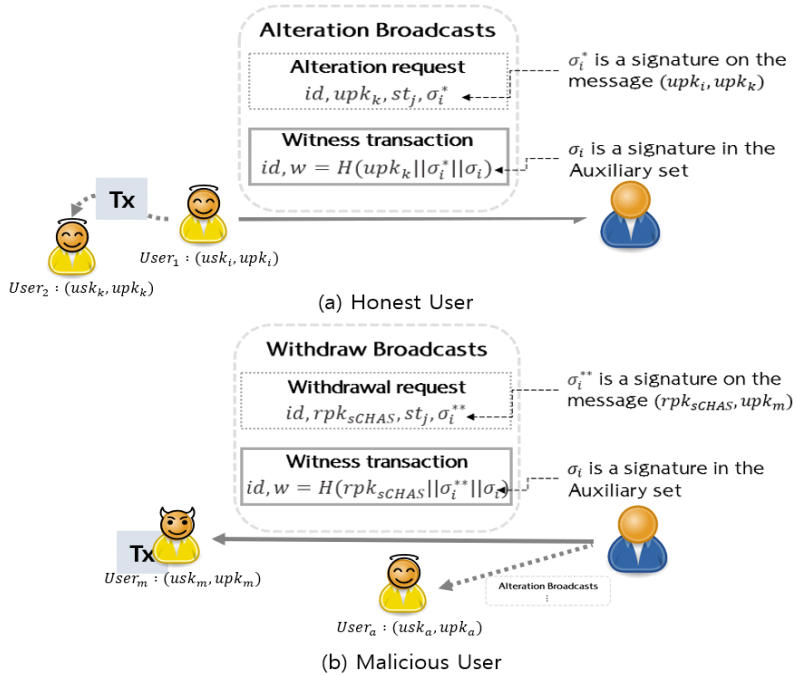 Alteration Broadcasts
Alteration request
id, upk_k, st_j, σ_i^*
σ_i^* is a signature on the
message (upk_i, upk_k)
Witness transaction
id, w = H(upk_k||σ_i^*||σ_i)
σ_i is a signature in the
Auxiliary set
Tx
User_1 : (usk_i, upk_i)
User_2 : (usk_k, upk_k)
(a) Honest User
Withdraw Broadcasts
Withdrawal request
id, rpk_sCHAS, st_j, σ_i^**
σ_i^** is a signature on the
message (rpk_sCHAS, upk_m)
Witness transaction
id, w = H(rpk_sCHAS||σ_i^**||σ_i)
σ_i is a signature in the
Auxiliary set
Tx
User_m : (usk_m, upk_m)
Alteration Broadcasts
⋮
User_a : (usk_a, upk_a)
(b) Malicious User